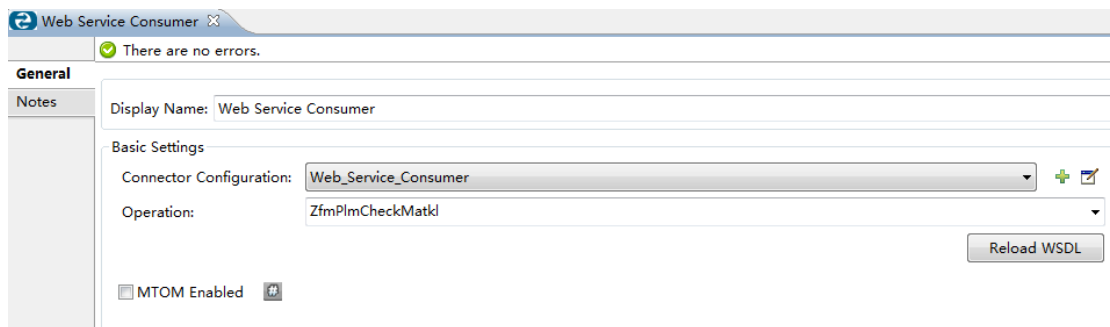 Web Service Consumer
There are no errors.
General
Notes
Display Name: Web Service Consumer
Basic Settings
Connector Configuration: Web_Service_Consumer
Operation: ZfmPlmCheckMatkl
Reload WSDL
MTOM Enabled #